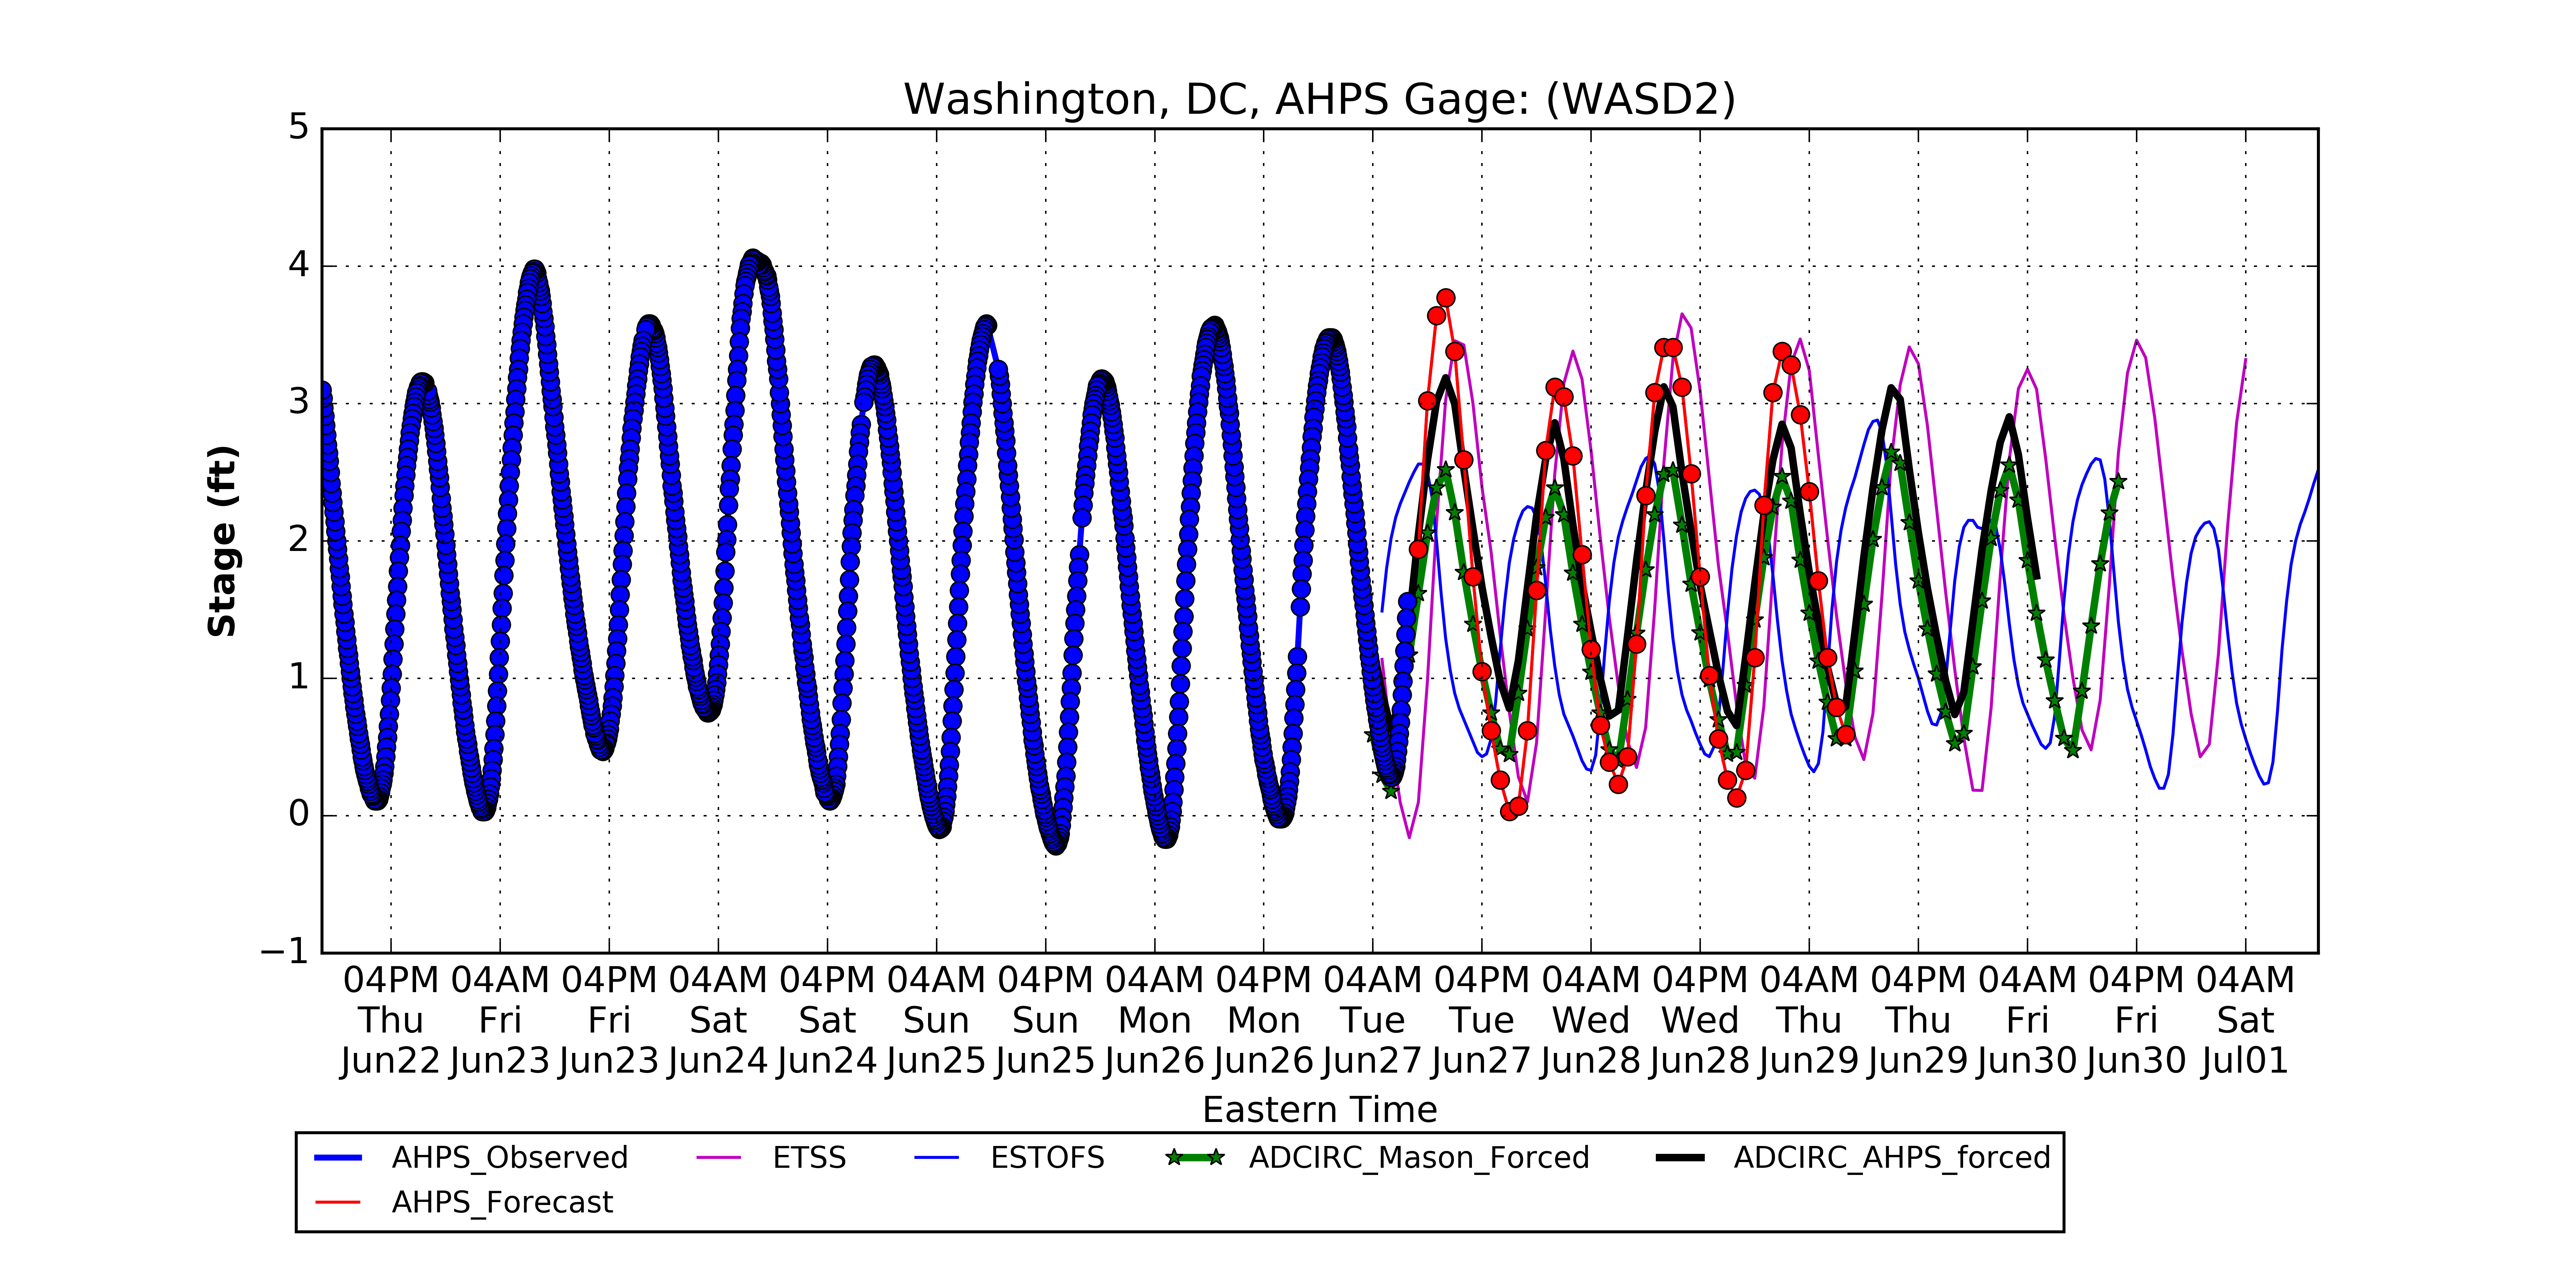 Washington, DC, AHPS Gage: (WASD2)
5
4
3
2
1
0
−1
Stage (ft)
04PM 04AM 04PM 04AM 04PM 04AM 04PM 04AM 04PM 04AM 04PM 04AM 04PM 04AM 04PM 04AM 04PM 04AM
Thu Fri Fri Sat Sat Sun Sun Mon Mon Tue Tue Wed Wed Thu Thu Fri Fri Sat
Jun22 Jun23 Jun23 Jun24 Jun24 Jun25 Jun25 Jun26 Jun26 Jun27 Jun27 Jun28 Jun28 Jun29 Jun29 Jun30 Jun30 Jul01
Eastern Time
AHPS_Observed ETSS ESTOFS ADCIRC_Mason_Forced ADCIRC_AHPS_forced
AHPS_Forecast